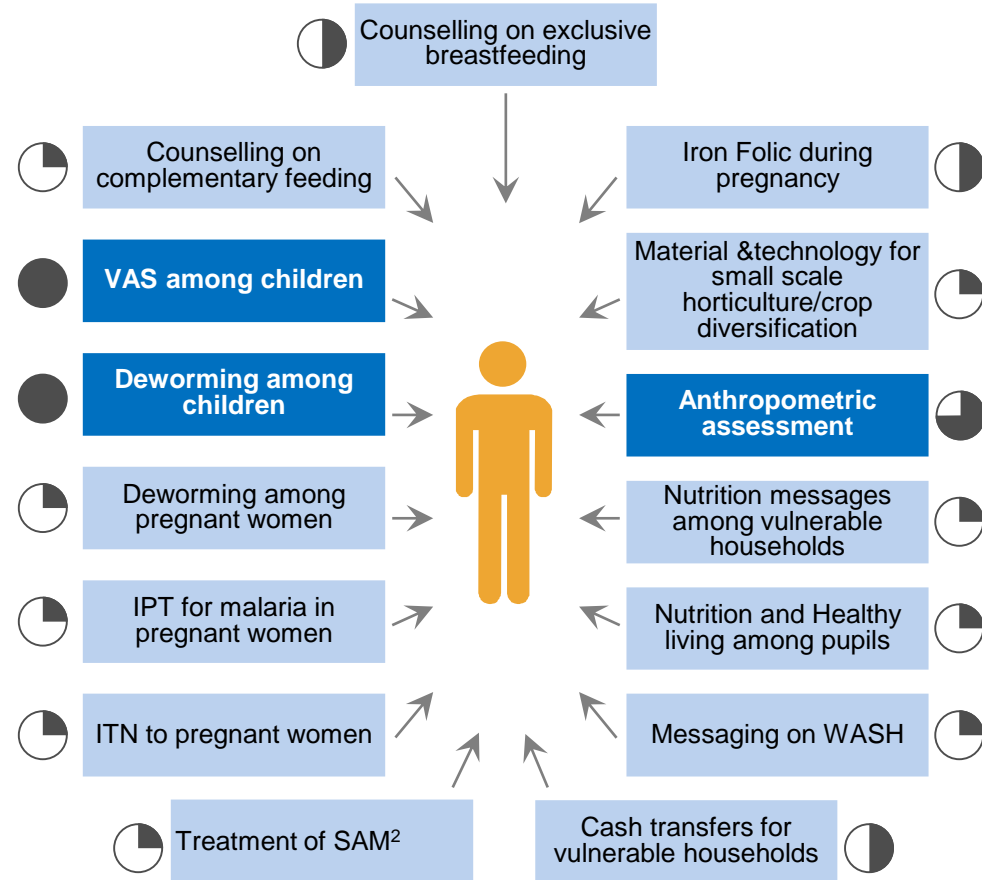 Counselling on exclusive
breastfeeding
Counselling on
complementary feeding
Iron Folic during
pregnancy
VAS among children
Material &technology for
small scale
horticulture/crop
diversification
Deworming among
children
Anthropometric
assessment
Deworming among
pregnant women
Nutrition messages
among vulnerable
households
IPT for malaria in
pregnant women
Nutrition and Healthy
living among pupils
ITN to pregnant women
Messaging on WASH
Treatment of SAM²
Cash transfers for
vulnerable households